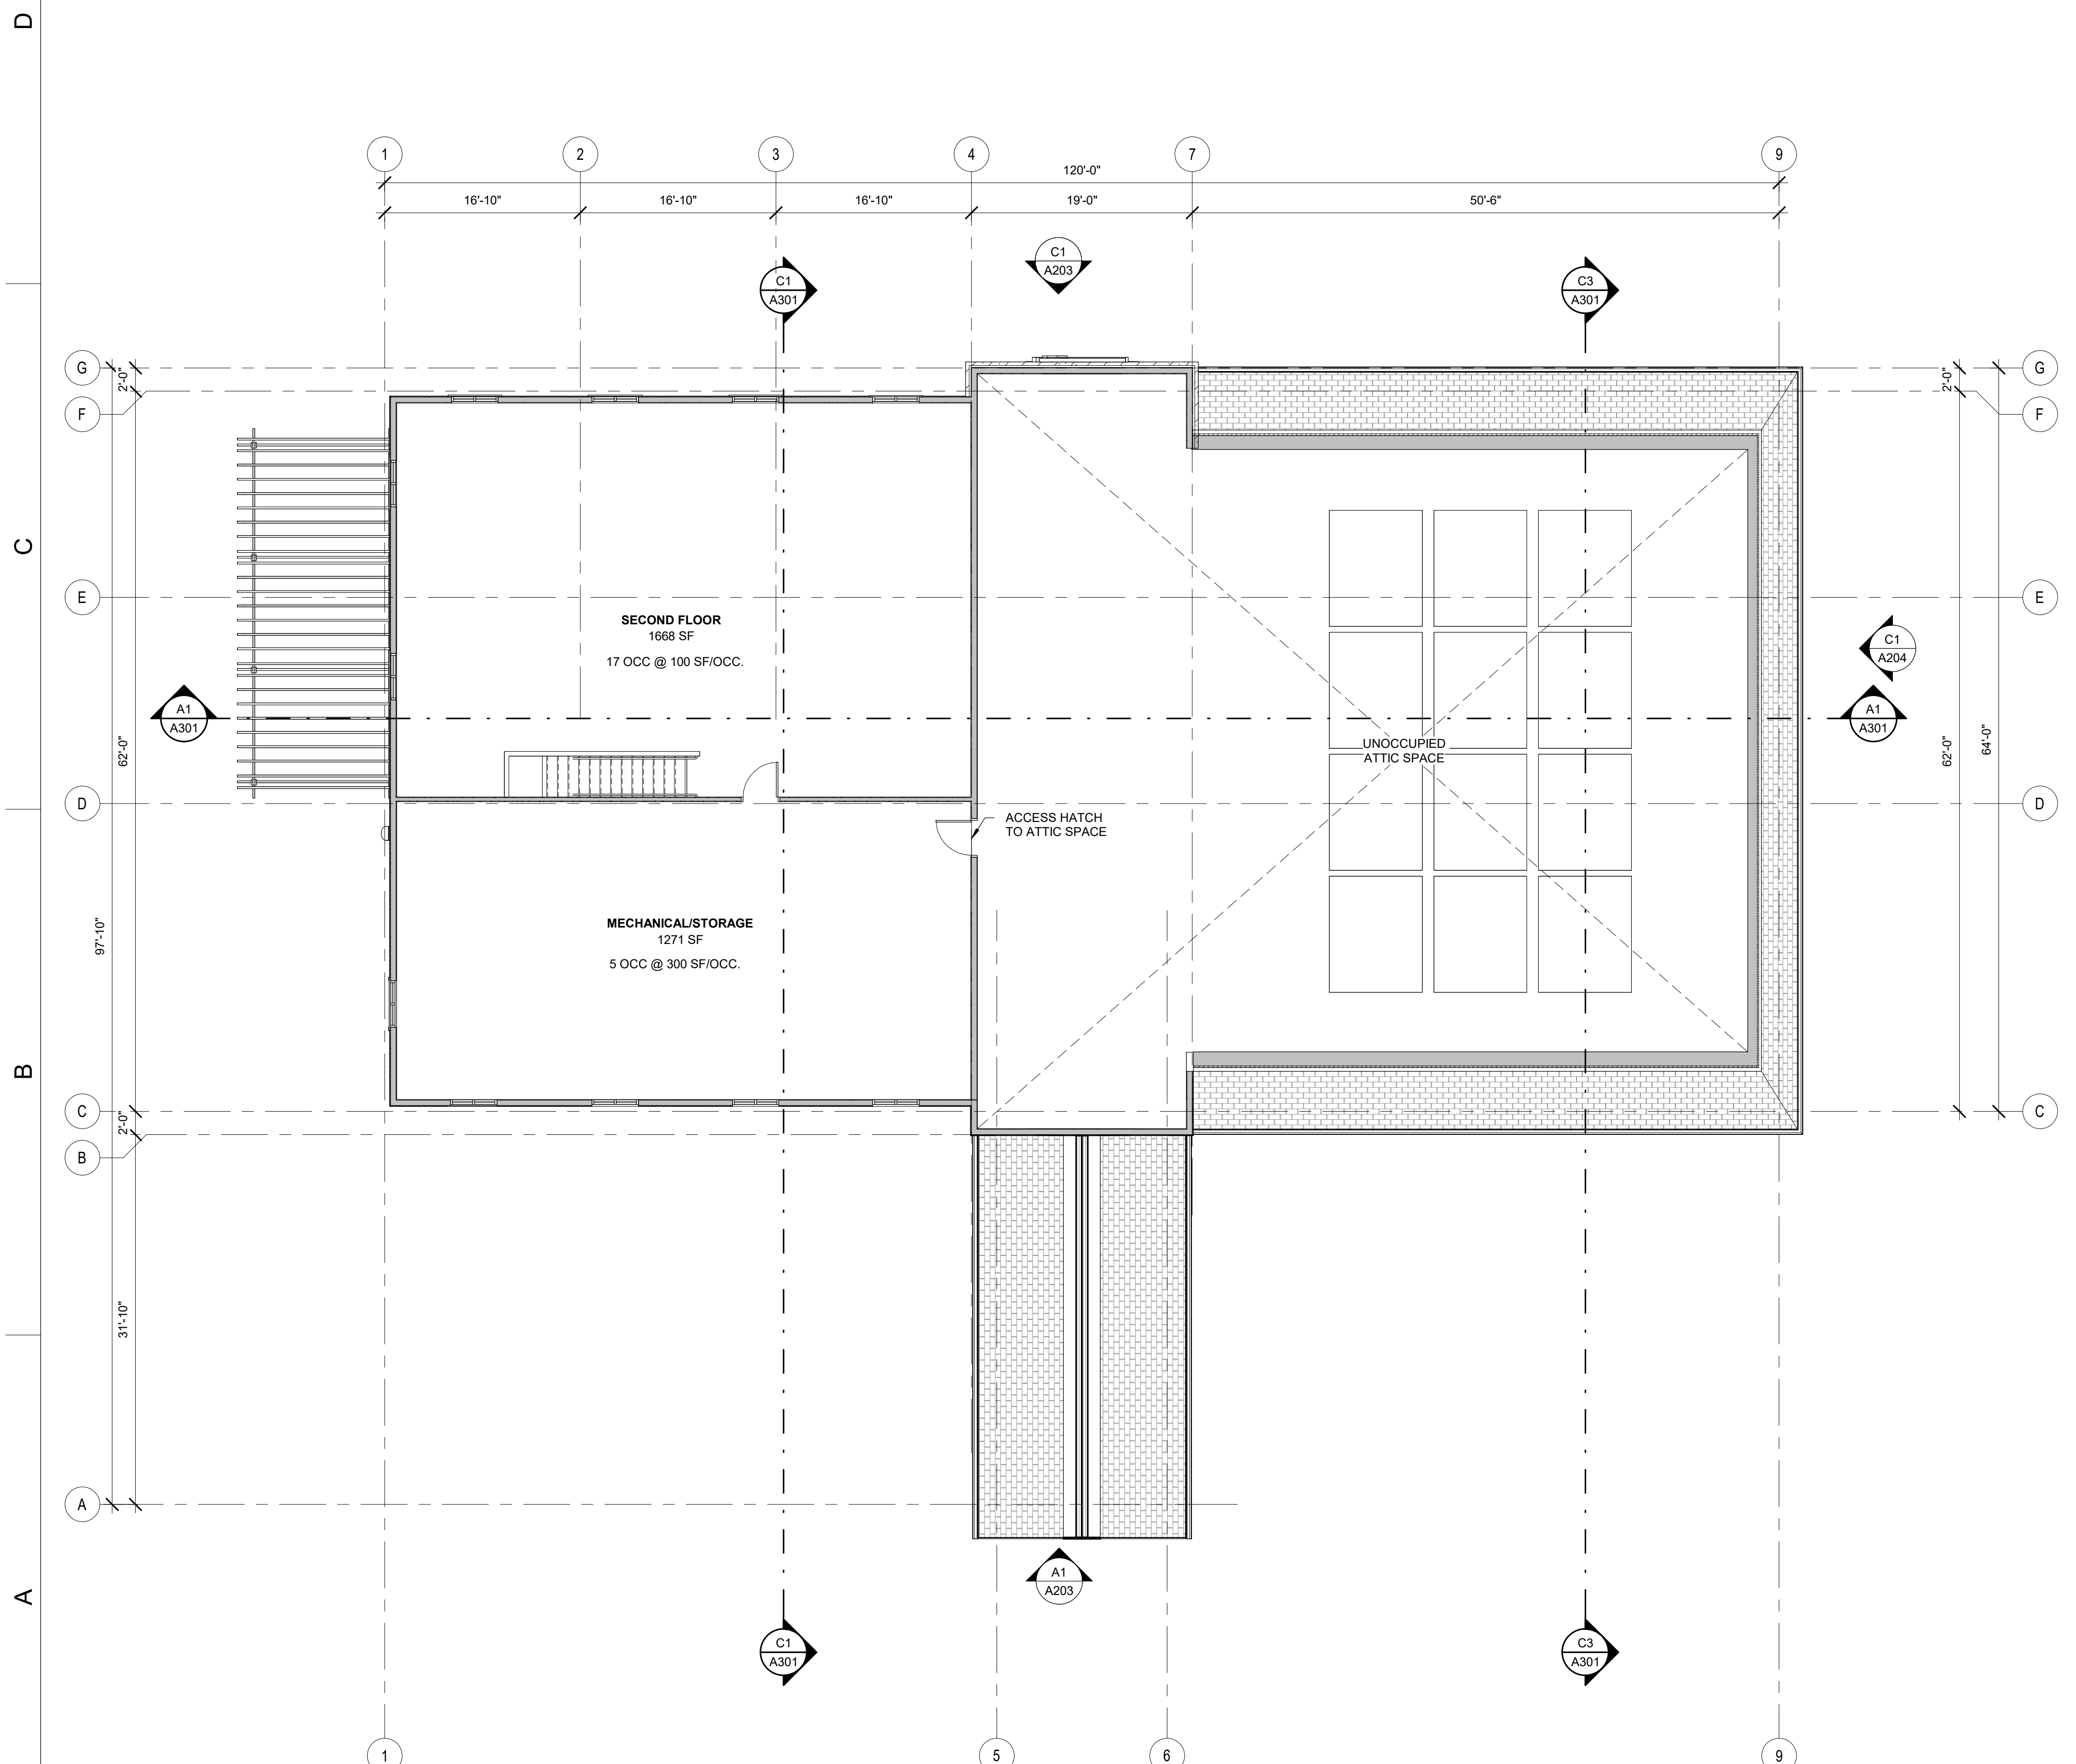 D
1 2 3 4 7 9
120'-0"
16'-10" 16'-10" 16'-10" 19'-0" 50'-6"
C1
A203
C1
A301
C3
A301
G
2'-0"
F
G
2'-0"
F
C
E
E
SECOND FLOOR
1668 SF
17 OCC @ 100 SF/OCC.
C1
A204
A1
A301
A1
A301
62'-0"
62'-0"
64'-0"
UNOCCUPIED
ATTIC SPACE
D
D
ACCESS HATCH
TO ATTIC SPACE
97'-10"
MECHANICAL/STORAGE
1271 SF
5 OCC @ 300 SF/OCC.
B
C
2'-0"
B
C
31'-10"
A
A1
A203
A
C1
A301
C3
A301
1 5 6 9